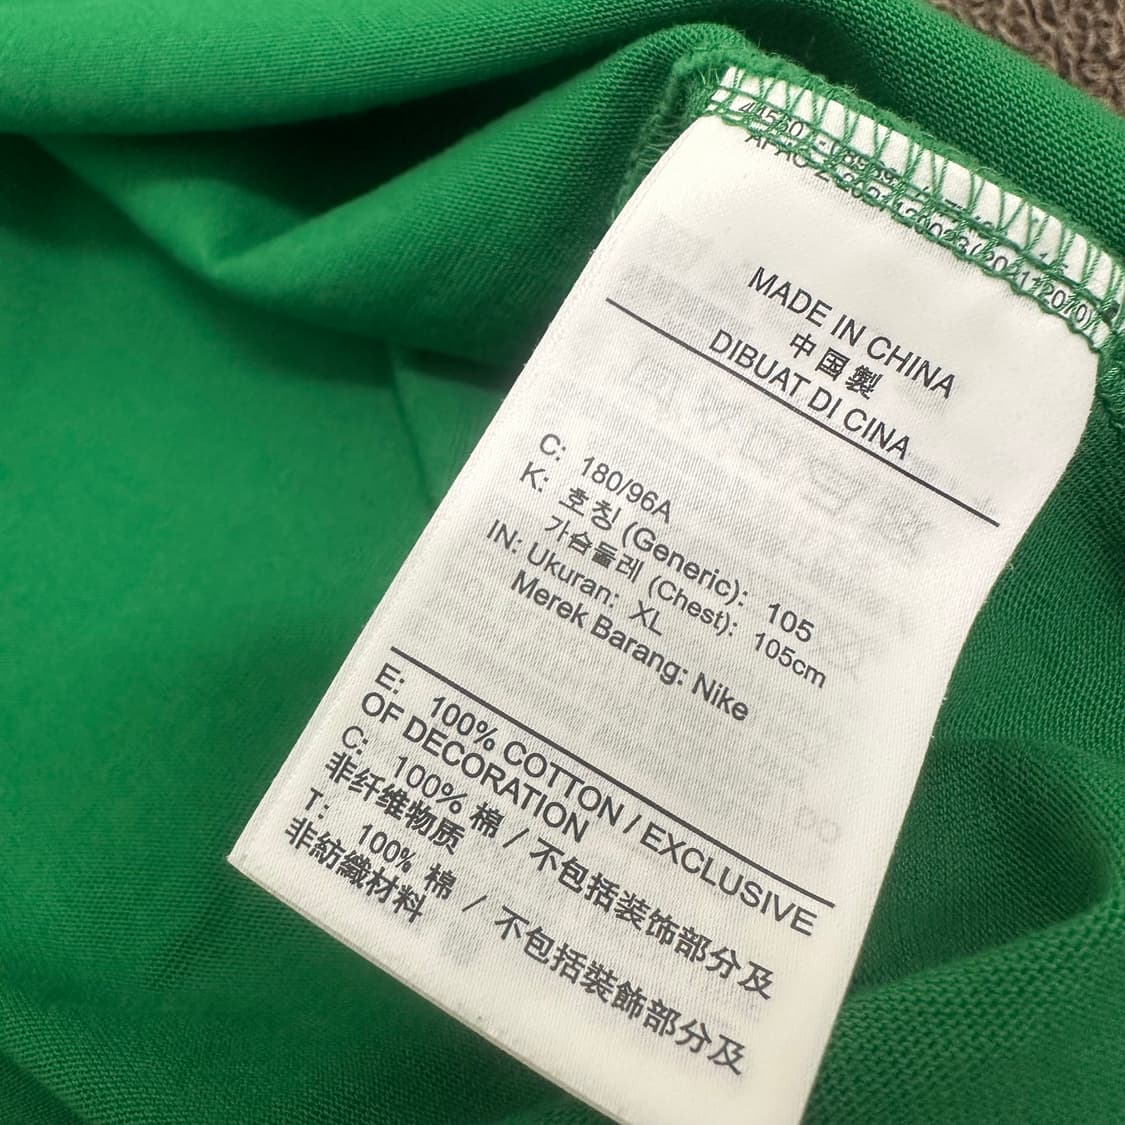 MADE IN CHINA
中国製
DIBUAT DI CINA
C: 180/96A
K: 호칭 (Generic): 105
가슴둘레 (Chest): 105cm
IN: Ukuran: XL
Merek Barang: Nike
E: 100% COTTON / EXCLUSIVE
OF DECORATION
C: 100% 棉 / 不包括装饰部分及
非纤维物质
T: 100% 棉 / 不包括裝飾部分及
非紡織材料